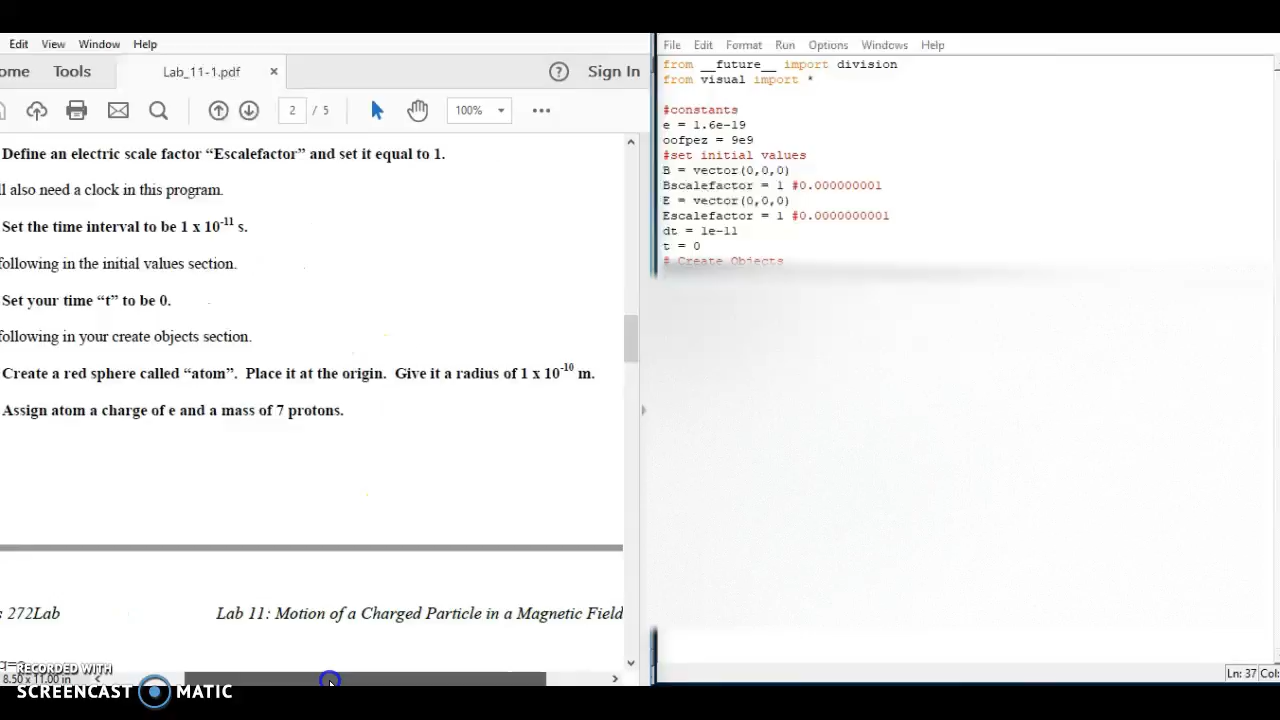 Edit View Window Help
ome Tools Lab_11-1.pdf × ? Sign In
2 / 5 100%
Define an electric scale factor “Escalefactor” and set it equal to 1.
ll also need a clock in this program.
Set the time interval to be 1 x 10⁻¹¹ s.
following in the initial values section.
Set your time “t” to be 0.
following in your create objects section.
Create a red sphere called “atom”. Place it at the origin. Give it a radius of 1 x 10⁻¹⁰ m.
Assign atom a charge of e and a mass of 7 protons.
s 272Lab Lab 11: Motion of a Charged Particle in a Magnetic Field
8.50 x 11.00 in
RECORDED WITH
SCREENCAST MATIC
File Edit Format Run Options Windows Help
from __future__ import division
from visual import *
#constants
e = 1.6e-19
oofpez = 9e9
#set initial values
B = vector(0,0,0)
Bscalefactor = 1 #0.000000001
E = vector(0,0,0)
Escalefactor = 1 #0.0000000001
dt = 1e-11
t = 0
# Create Objects
Ln: 37 Col: